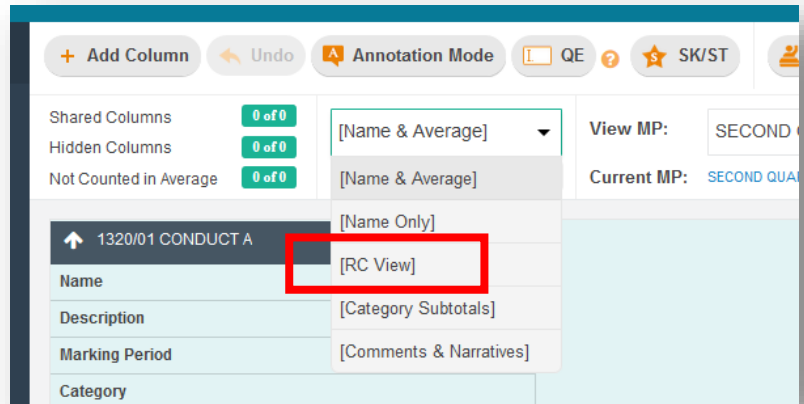 + Add Column
Undo
A Annotation Mode
I QE ?
S SK/ST
Shared Columns 0 of 0
Hidden Columns 0 of 0
Not Counted in Average 0 of 0
[Name & Average]
View MP: SECOND
Current MP: SECOND QUA
[Name & Average]
[Name Only]
[RC View]
[Category Subtotals]
[Comments & Narratives]
1320/01 CONDUCT A
Name
Description
Marking Period
Category